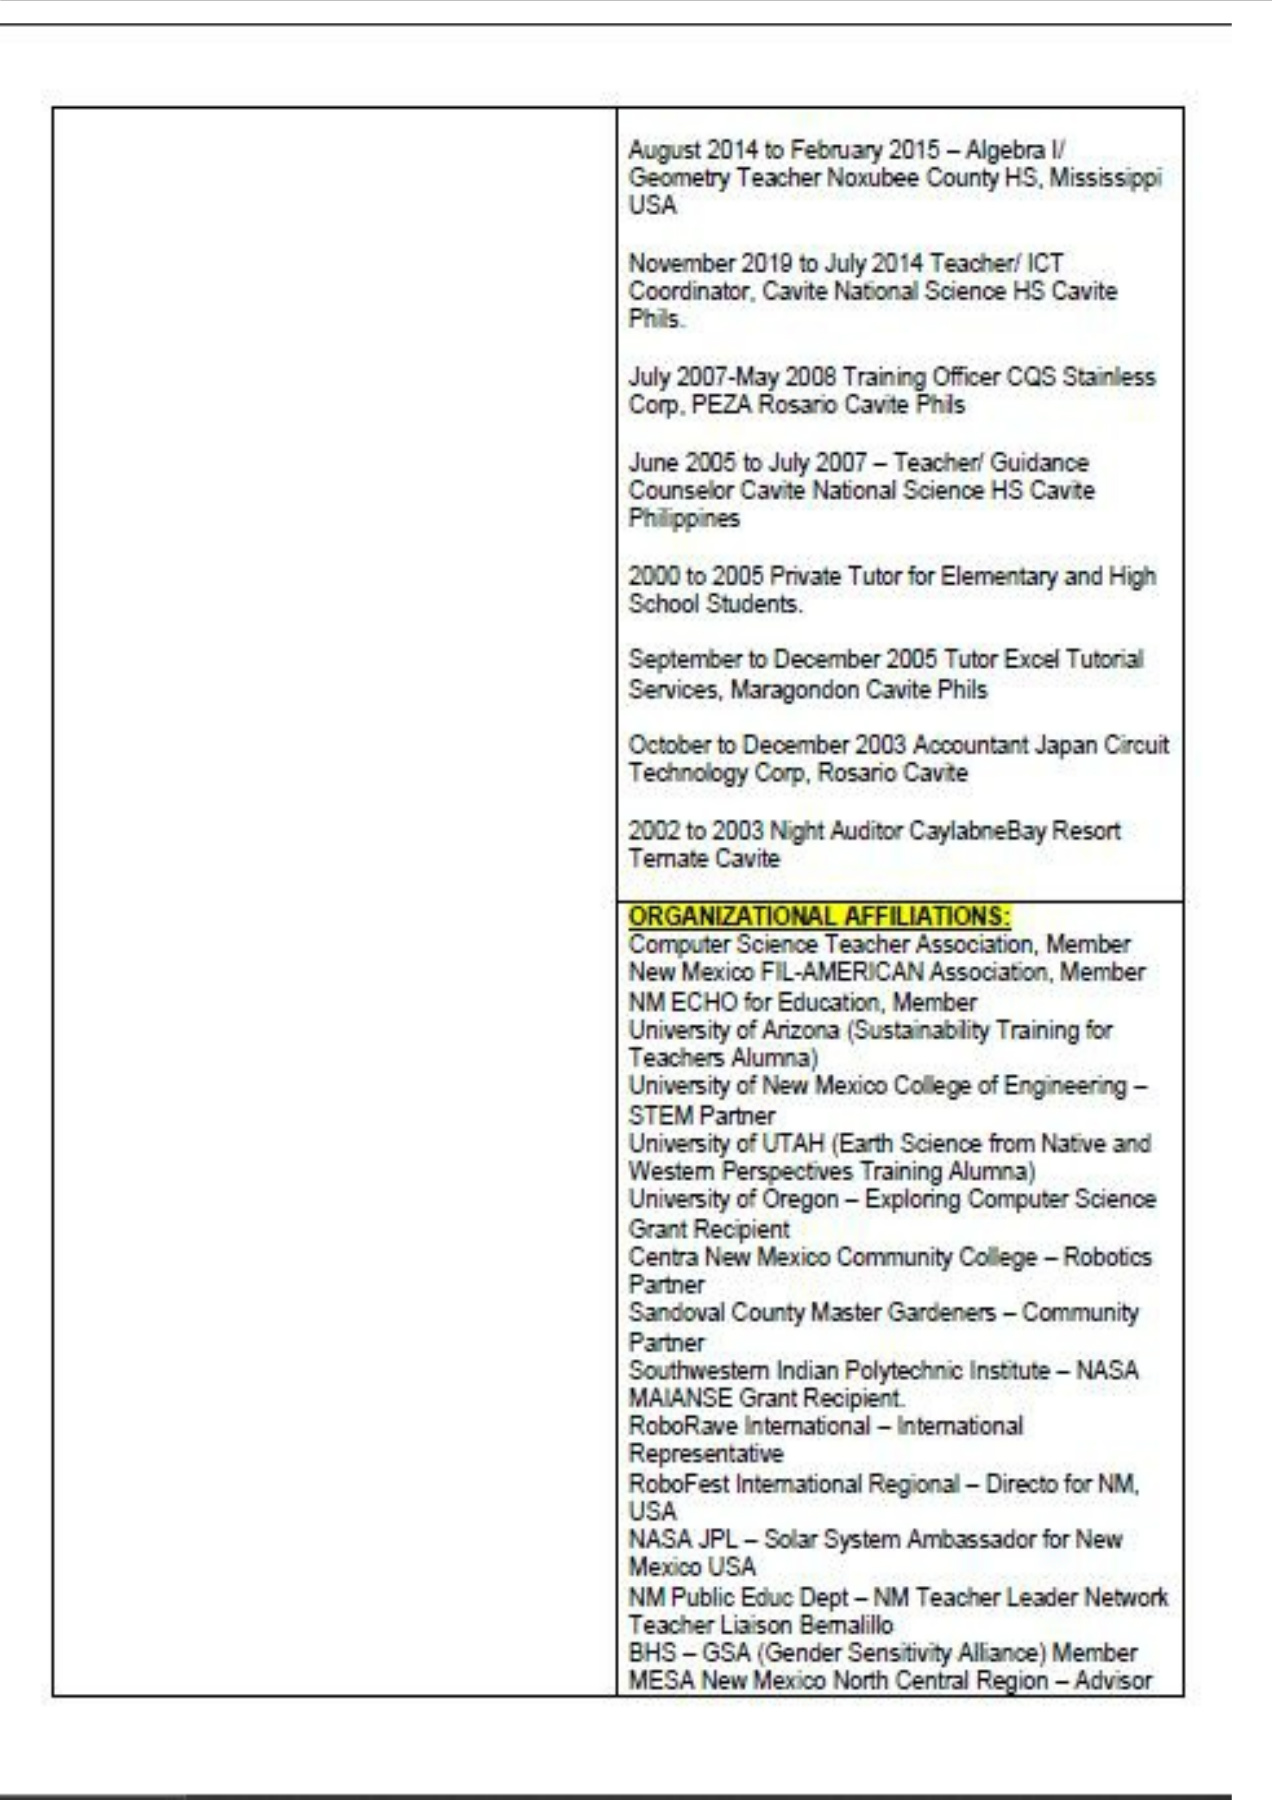 August 2014 to February 2015 – Algebra I/
Geometry Teacher Noxubee County HS, Mississippi
USA
November 2019 to July 2014 Teacher/ ICT
Coordinator, Cavite National Science HS Cavite
Phils.
July 2007-May 2008 Training Officer CQS Stainless
Corp, PEZA Rosario Cavite Phils
June 2005 to July 2007 – Teacher/ Guidance
Counselor Cavite National Science HS Cavite
Philippines
2000 to 2005 Private Tutor for Elementary and High
School Students.
September to December 2005 Tutor Excel Tutorial
Services, Maragondon Cavite Phils
October to December 2003 Accountant Japan Circuit
Technology Corp, Rosario Cavite
2002 to 2003 Night Auditor CaylabneBay Resort
Ternate Cavite
ORGANIZATIONAL AFFILIATIONS:
Computer Science Teacher Association, Member
New Mexico FIL-AMERICAN Association, Member
NM ECHO for Education, Member
University of Arizona (Sustainability Training for
Teachers Alumna)
University of New Mexico College of Engineering –
STEM Partner
University of UTAH (Earth Science from Native and
Western Perspectives Training Alumna)
University of Oregon – Exploring Computer Science
Grant Recipient
Centra New Mexico Community College – Robotics
Partner
Sandoval County Master Gardeners – Community
Partner
Southwestern Indian Polytechnic Institute – NASA
MAIANSE Grant Recipient.
RoboRave International – International
Representative
RoboFest International Regional – Directo for NM,
USA
NASA JPL – Solar System Ambassador for New
Mexico USA
NM Public Educ Dept – NM Teacher Leader Network
Teacher Liaison Bernalillo
BHS – GSA (Gender Sensitivity Alliance) Member
MESA New Mexico North Central Region – Advisor